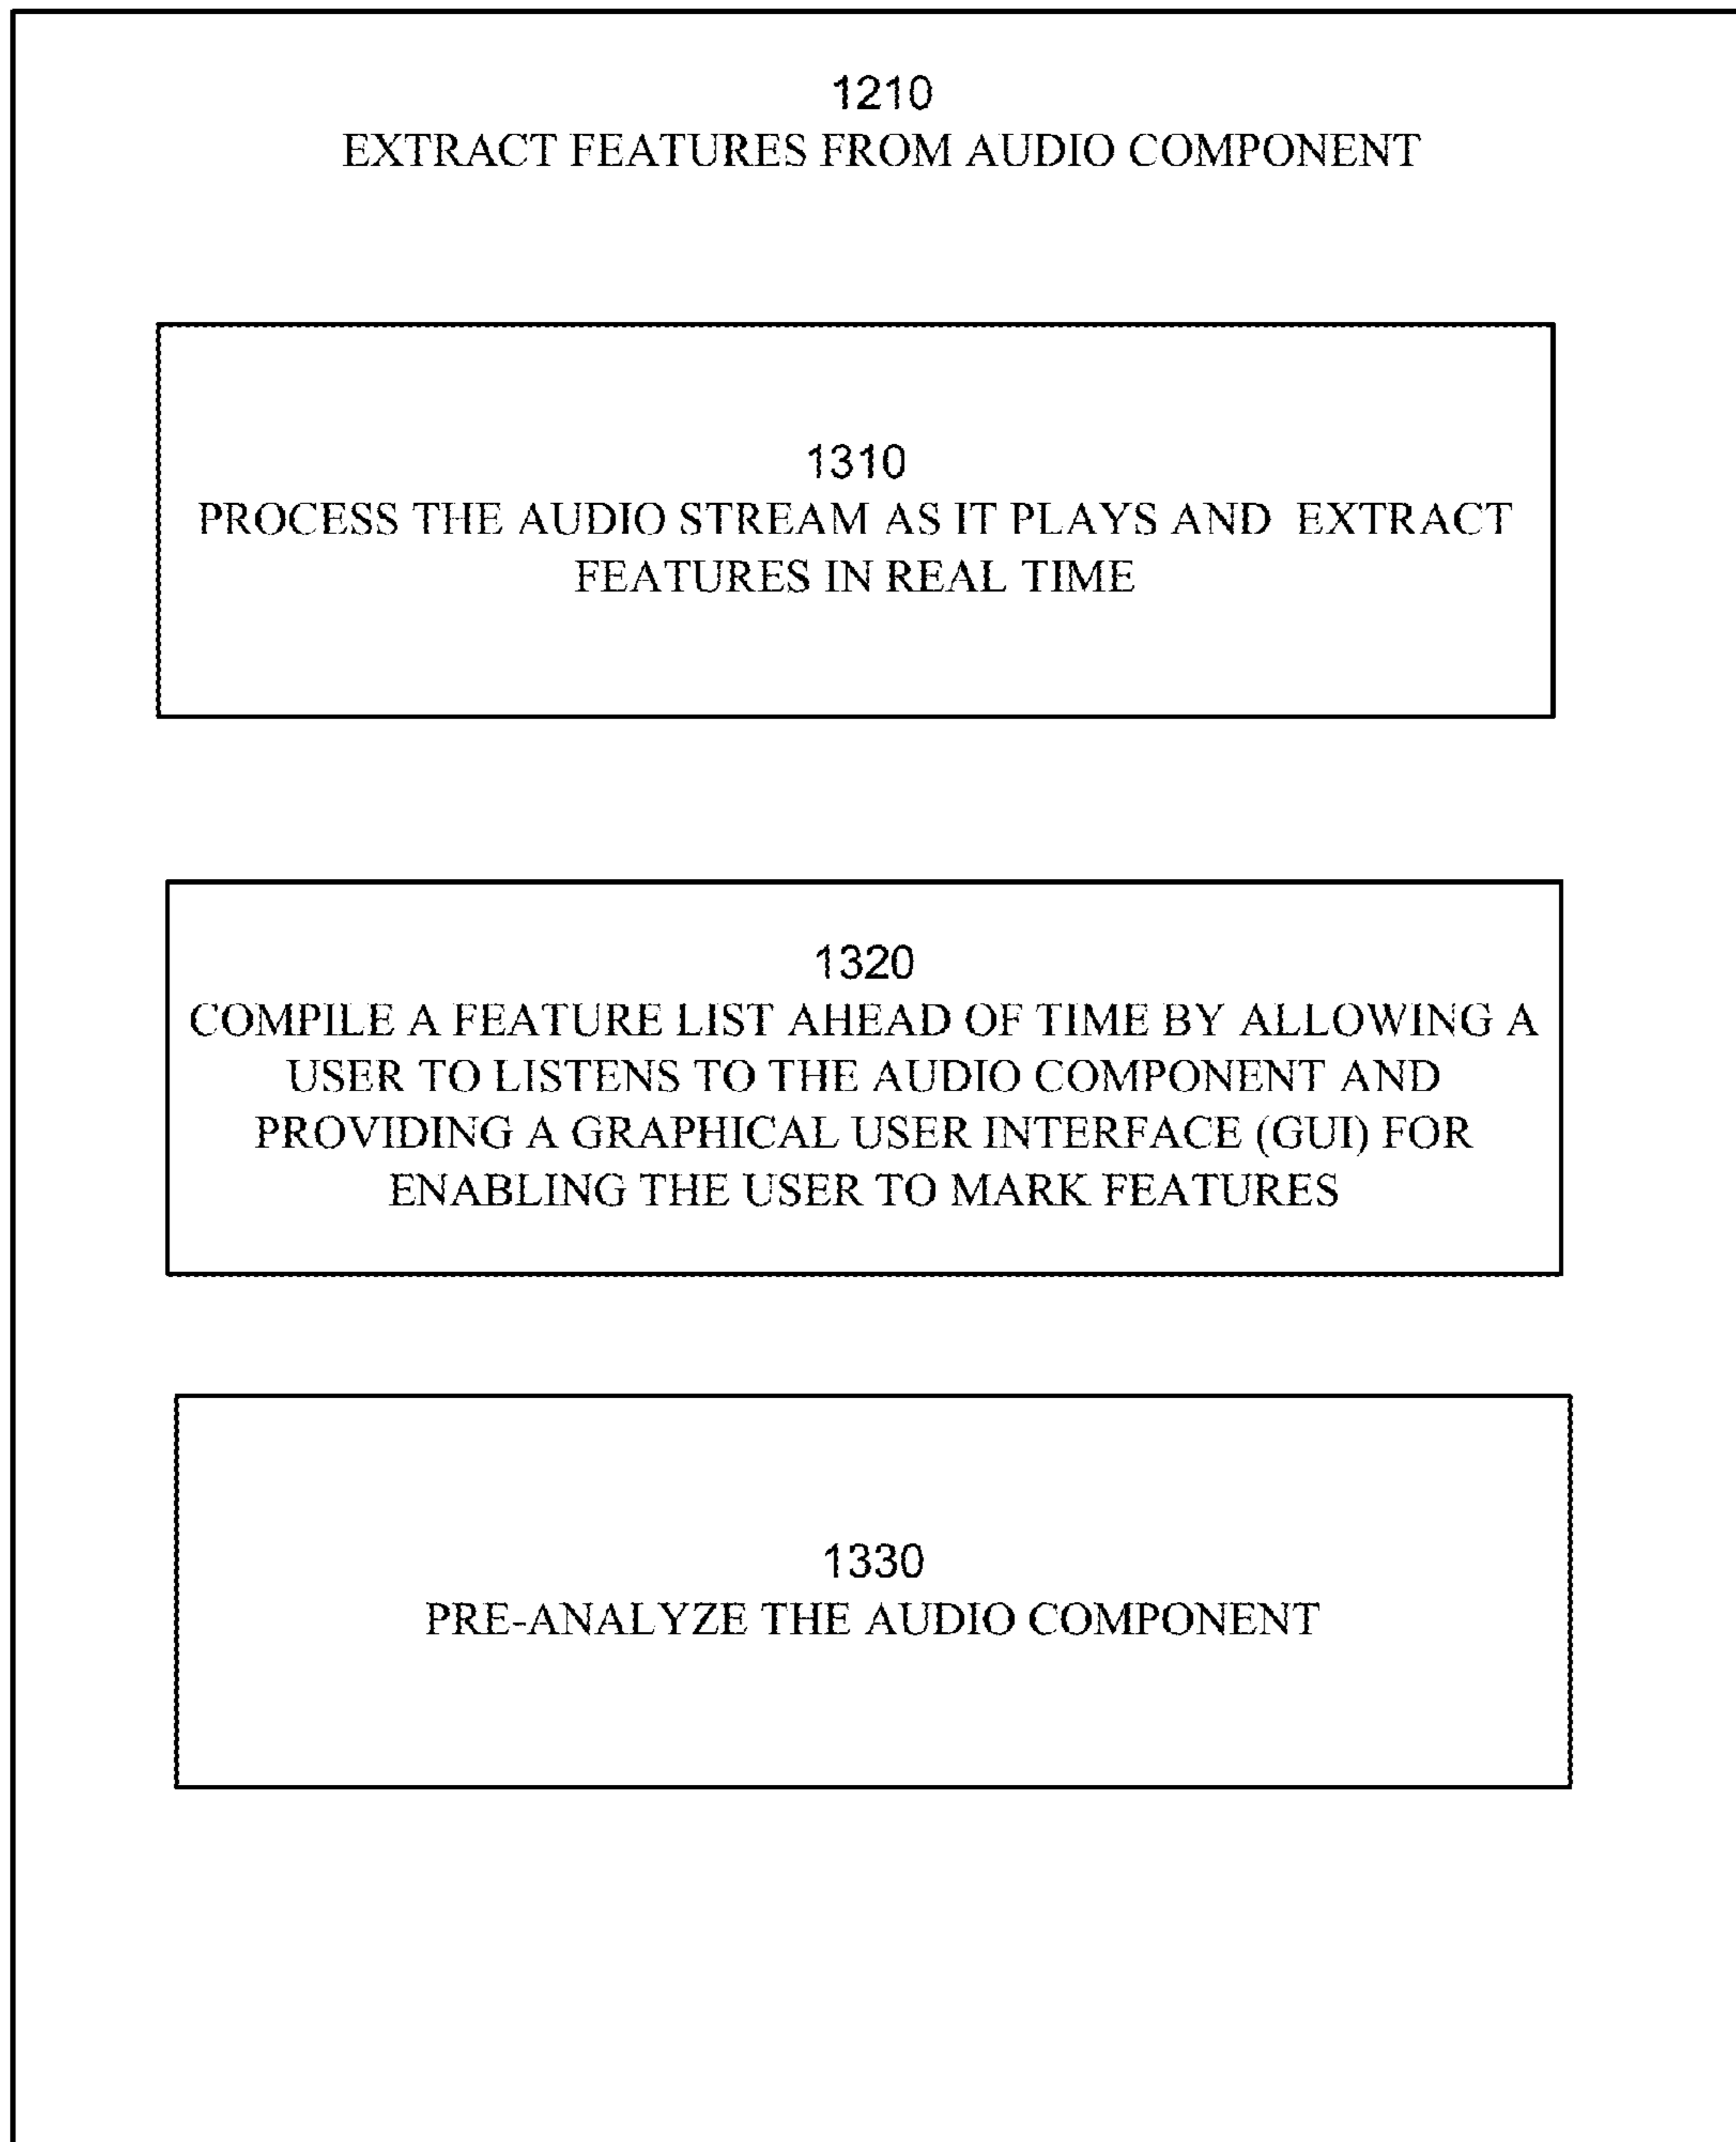 1210
EXTRACT FEATURES FROM AUDIO COMPONENT
1310
PROCESS THE AUDIO STREAM AS IT PLAYS AND EXTRACT
FEATURES IN REAL TIME
1320
COMPILE A FEATURE LIST AHEAD OF TIME BY ALLOWING A
USER TO LISTENS TO THE AUDIO COMPONENT AND
PROVIDING A GRAPHICAL USER INTERFACE (GUI) FOR
ENABLING THE USER TO MARK FEATURES
1330
PRE-ANALYZE THE AUDIO COMPONENT